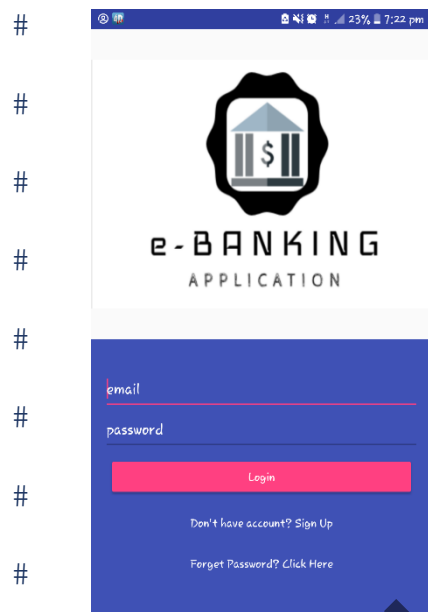 #
#
#
#
#
#
#
#
23% 7:22 pm
$
e-BANKING
APPLICATION
email
password
Login
Don't have account? Sign Up
Forget Password? Click Here